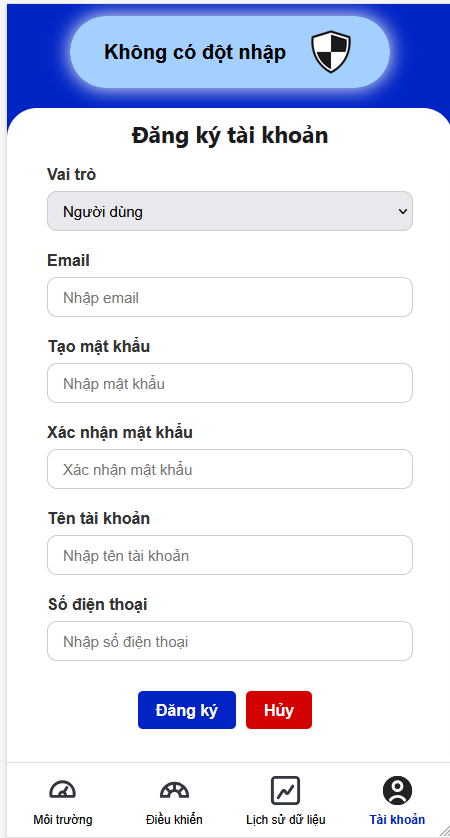 Không có đột nhập
Đăng ký tài khoản
Vai trò
Người dùng
Email
Nhập email
Tạo mật khẩu
Nhập mật khẩu
Xác nhận mật khẩu
Xác nhận mật khẩu
Tên tài khoản
Nhập tên tài khoản
Số điện thoại
Nhập số điện thoại
Đăng ký Hủy
Môi trường Điều khiển Lịch sử dữ liệu Tài khoản